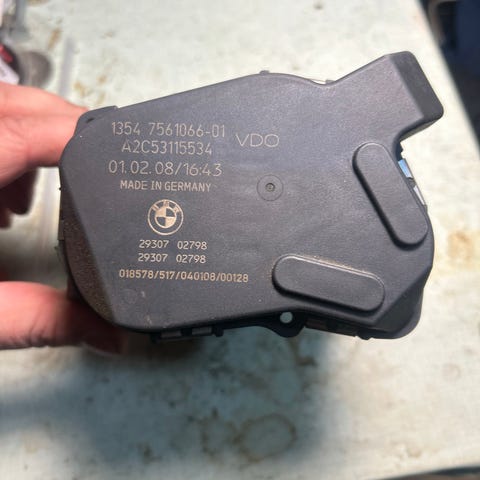 1354 7561066-01 VDO
A2C53115534
01.02.08/16:43
MADE IN GERMANY
BMW
29307 02798
29307 02798
018578/517/040108/00128